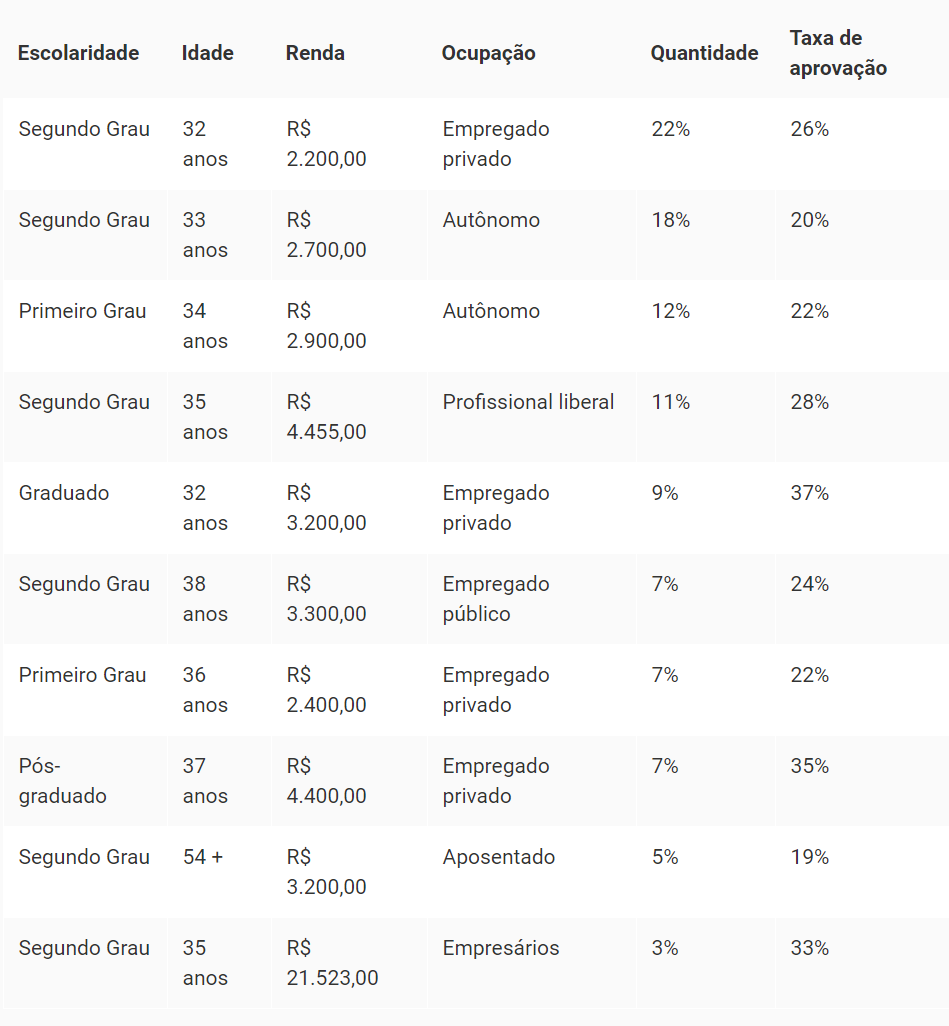 Escolaridade Idade Renda Ocupação Quantidade Taxa de aprovação
Segundo Grau 32 anos R$ 2.200,00 Empregado privado 22% 26%
Segundo Grau 33 anos R$ 2.700,00 Autônomo 18% 20%
Primeiro Grau 34 anos R$ 2.900,00 Autônomo 12% 22%
Segundo Grau 35 anos R$ 4.455,00 Profissional liberal 11% 28%
Graduado 32 anos R$ 3.200,00 Empregado privado 9% 37%
Segundo Grau 38 anos R$ 3.300,00 Empregado público 7% 24%
Primeiro Grau 36 anos R$ 2.400,00 Empregado privado 7% 22%
Pós-graduado 37 anos R$ 4.400,00 Empregado privado 7% 35%
Segundo Grau 54 + R$ 3.200,00 Aposentado 5% 19%
Segundo Grau 35 anos R$ 21.523,00 Empresários 3% 33%